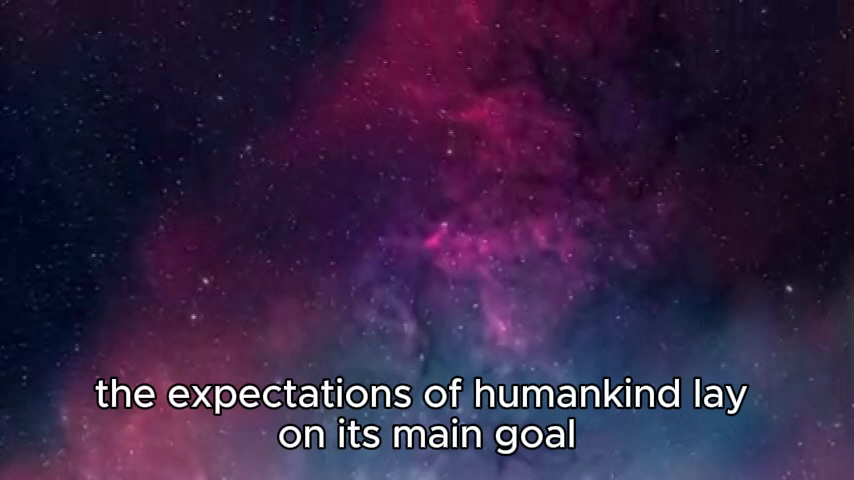 the expectations of humankind lay
on its main goal